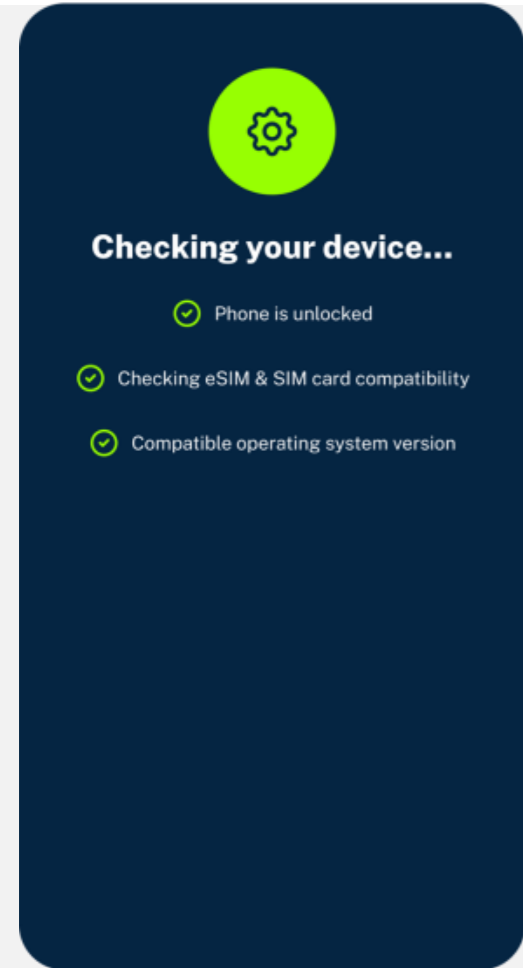 Checking your device...
Phone is unlocked
Checking eSIM & SIM card compatibility
Compatible operating system version